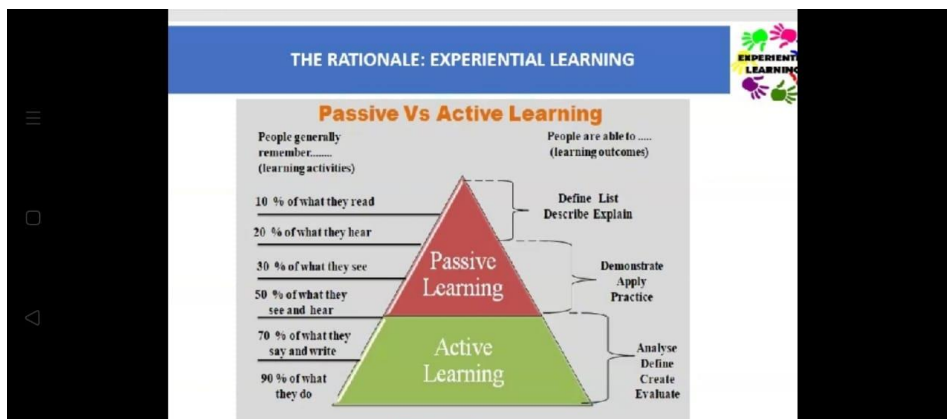 THE RATIONALE: EXPERIENTIAL LEARNING
EXPERIENT
LEARNING
Passive Vs Active Learning
People generally
remember........
(learning activities)
People are able to .....
(learning outcomes)
10 % of what they read
20 % of what they hear
30 % of what they see
50 % of what they
see and hear
70 % of what they
say and write
90 % of what
they do
Passive
Learning
Active
Learning
Define List
Describe Explain
Demonstrate
Apply
Practice
Analyse
Define
Create
Evaluate